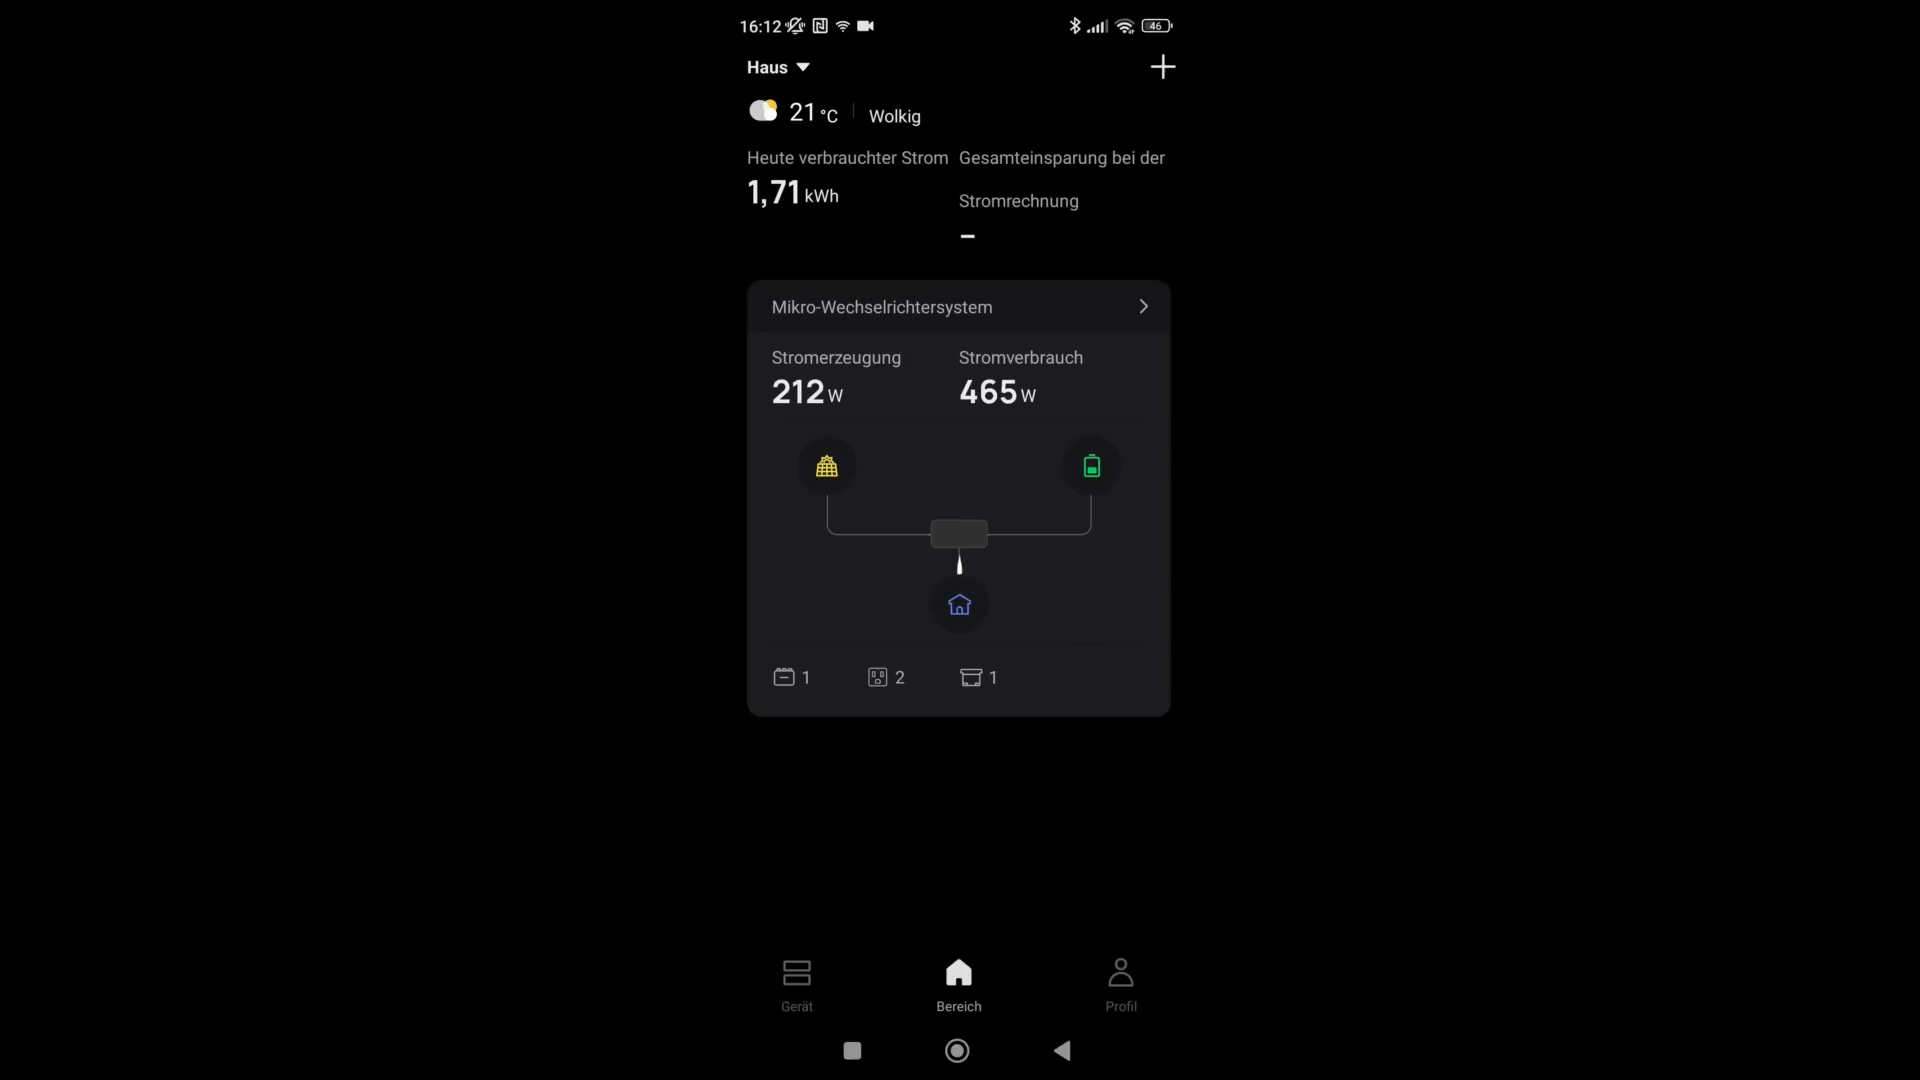 16:12
46
Haus
21 °C
Wolkig
Heute verbrauchter Strom
1,71 kWh
Gesamteinsparung bei der
Stromrechnung
–
Mikro-Wechselrichtersystem
Stromerzeugung
212 W
Stromverbrauch
465 W
1
2
1
Gerät
Bereich
Profil